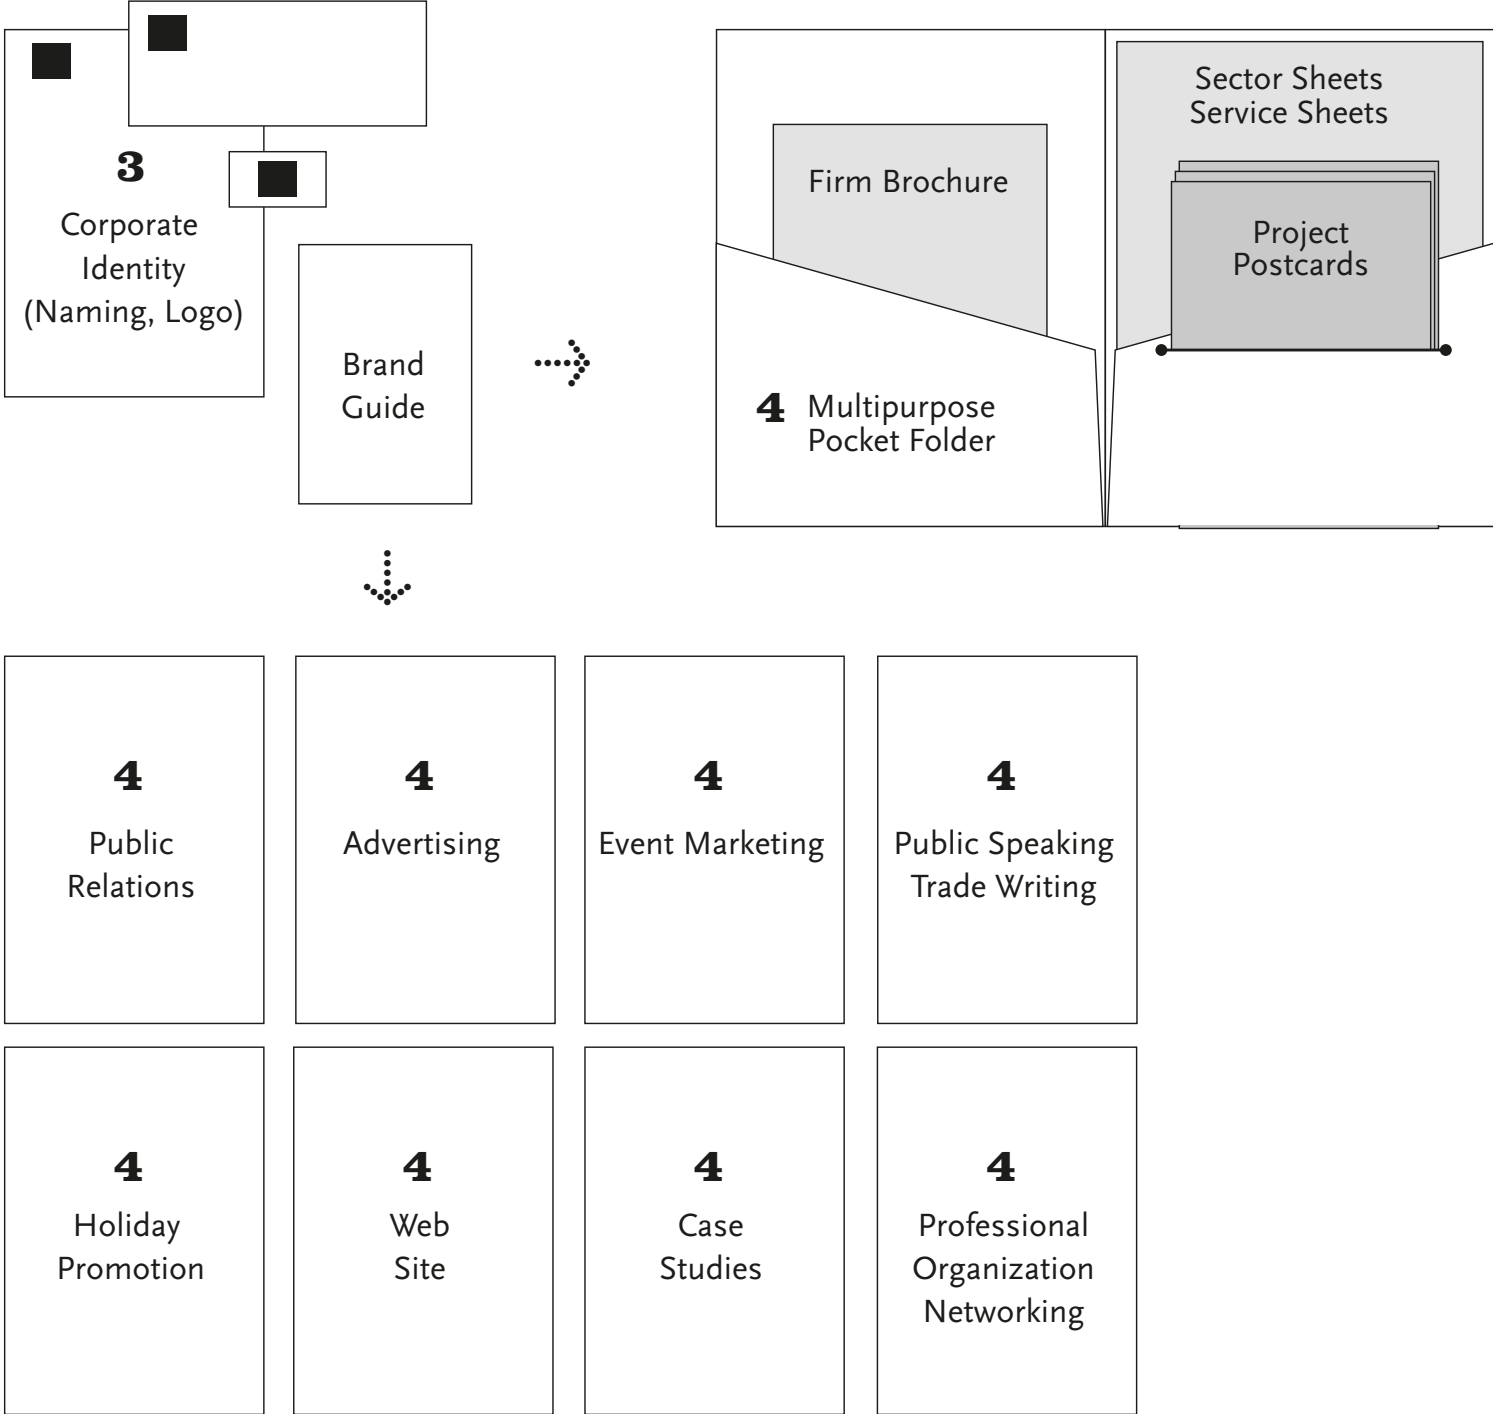 3
Corporate
Identity
(Naming, Logo)
Brand
Guide
Firm Brochure
Sector Sheets
Service Sheets
Project
Postcards
4 Multipurpose
Pocket Folder
4
Public
Relations
4
Advertising
4
Event Marketing
4
Public Speaking
Trade Writing
4
Holiday
Promotion
4
Web
Site
4
Case
Studies
4
Professional
Organization
Networking